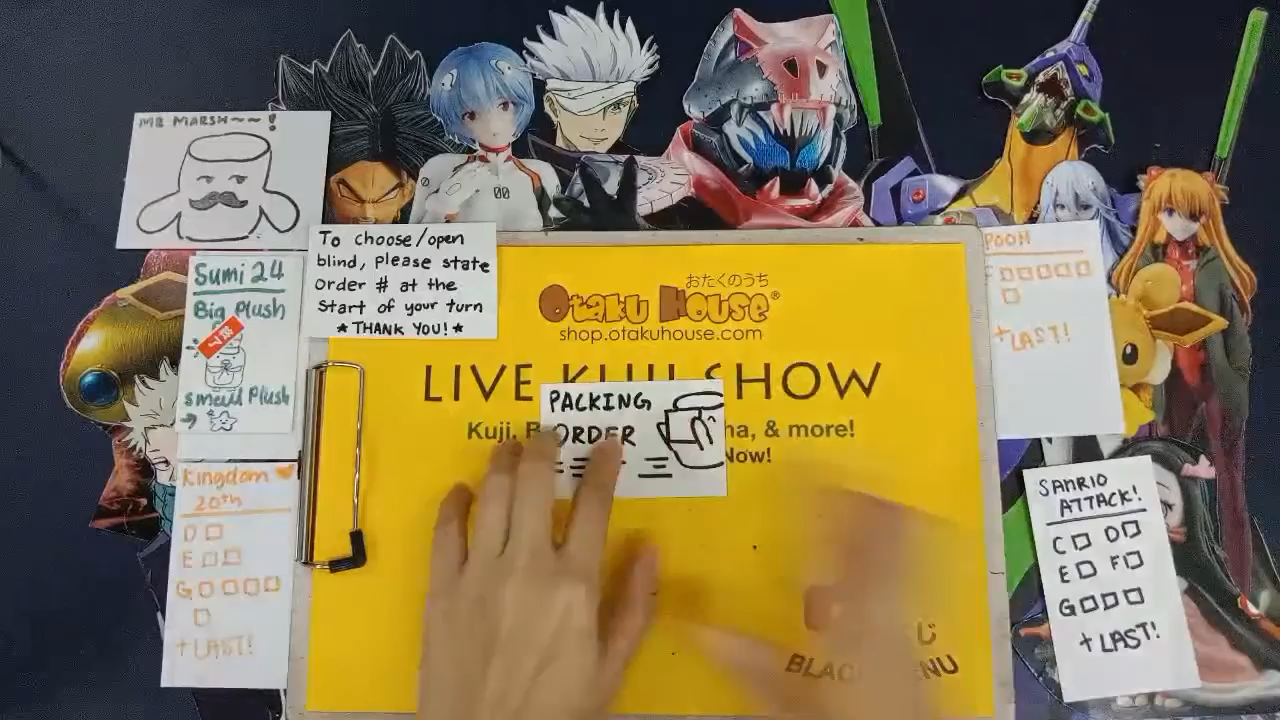 MR MARSH~~!
To choose/open
blind, please state
order # at the
start of your turn
*THANK YOU!*
Sumi 24
Big Plush
Small Plush
Kingdom
20th
D
E
G
+LAST!
おたくのうち
Otaku House®
shop.otakuhouse.com
LIVE KUJI SHOW
Kuji, & more!
Now!
PACKING
ORDER
POOH
F
+LAST!
SANRIO
ATTACK!
C D
E F
G
+LAST!
00